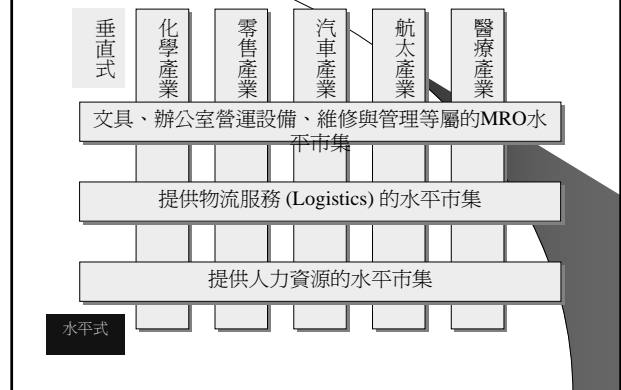 垂直式
化學產業
零售產業
汽車產業
航太產業
醫療產業
文具、辦公室營運設備、維修與管理等屬的MRO水
平市集
提供物流服務 (Logistics) 的水平市集
提供人力資源的水平市集
水平式